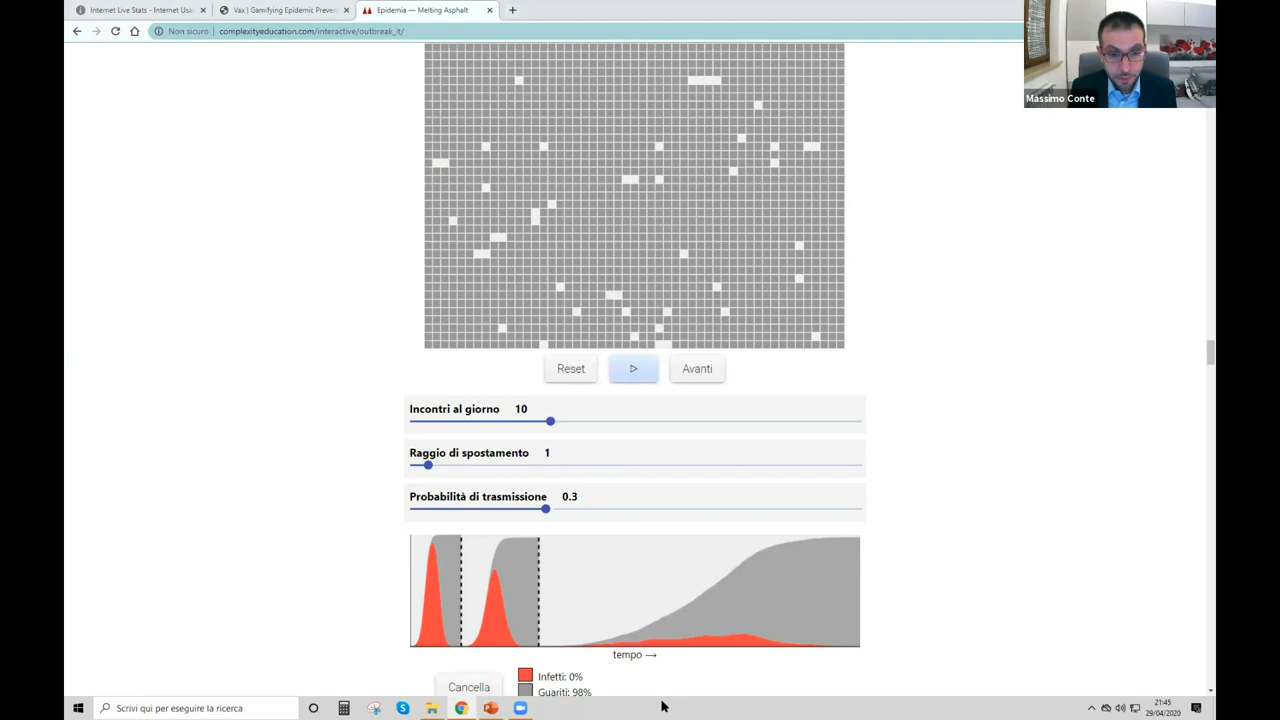 Internet Live Stats - Internet Usa
Vax | Gamifying Epidemic Preven
Epidemia — Melting Asphalt
Non sicuro
complexityeducation.com/interactive/outbreak_it/
Massimo Conte
Reset
Avanti
Incontri al giorno 10
Raggio di spostamento 1
Probabilità di trasmissione 0.3
tempo →
Cancella
Infetti: 0%
Guariti: 98%
Scrivi qui per eseguire la ricerca
21:45
29/04/2020